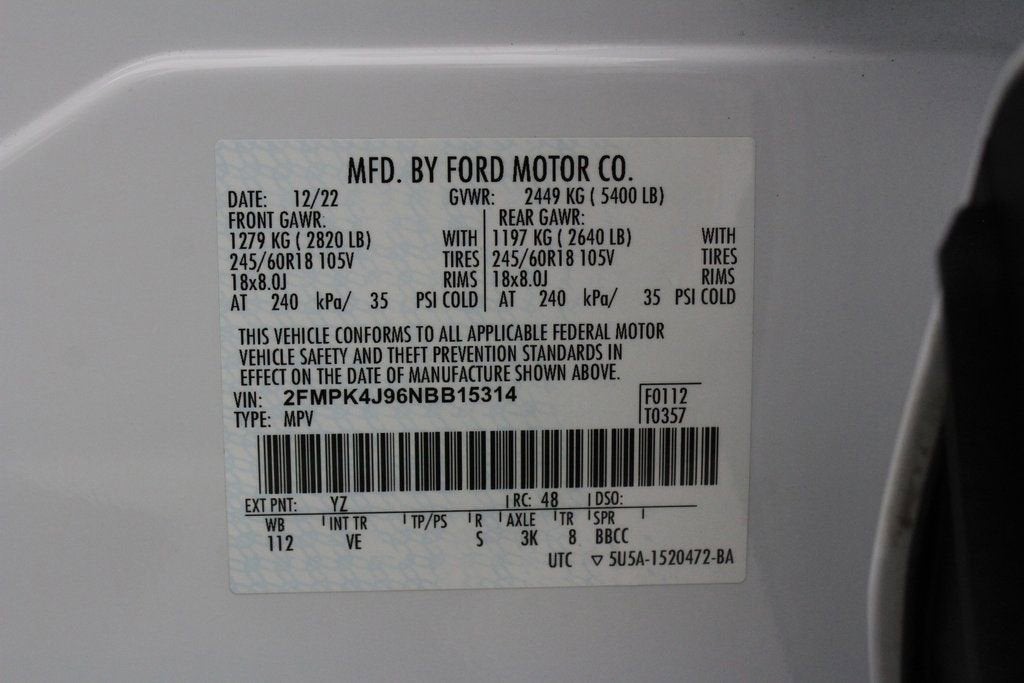 MFD. BY FORD MOTOR CO.
DATE: 12/22 GVWR: 2449 KG ( 5400 LB)
FRONT GAWR: REAR GAWR:
1279 KG ( 2820 LB) WITH 1197 KG ( 2640 LB) WITH
245/60R18 105V TIRES 245/60R18 105V TIRES
18x8.0J RIMS 18x8.0J RIMS
AT 240 kPa/ 35 PSI COLD AT 240 kPa/ 35 PSI COLD
THIS VEHICLE CONFORMS TO ALL APPLICABLE FEDERAL MOTOR
VEHICLE SAFETY AND THEFT PREVENTION STANDARDS IN
EFFECT ON THE DATE OF MANUFACTURE SHOWN ABOVE.
VIN: 2FMPK4J96NBB15314 F0112
TYPE: MPV T0357
EXT PNT: YZ RC: 48 DSO:
WB INT TR TP/PS R AXLE TR SPR
112 VE S 3K 8 BBCC
UTC ▽ 5U5A-1520472-BA